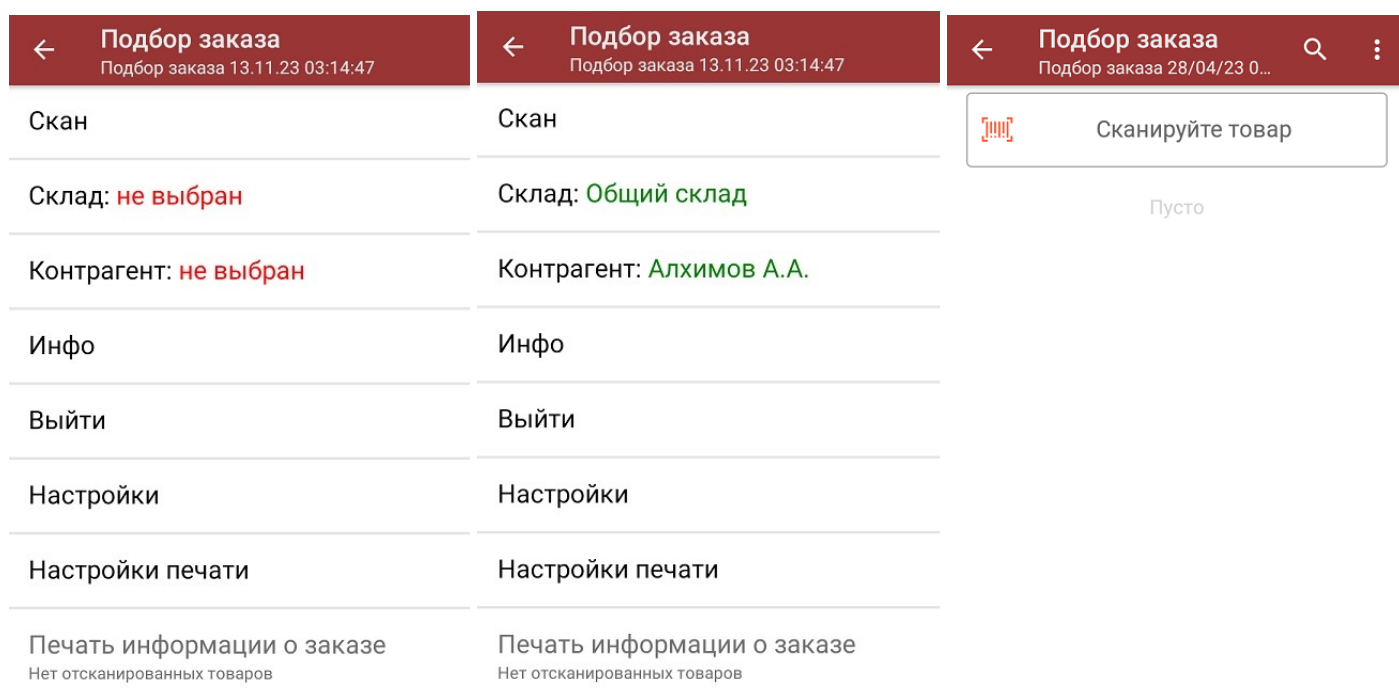 Подбор заказа
Подбор заказа 13.11.23 03:14:47
Скан
Склад: не выбран
Контрагент: не выбран
Инфо
Выйти
Настройки
Настройки печати
Печать информации о заказе
Нет отсканированных товаров
Подбор заказа
Подбор заказа 13.11.23 03:14:47
Скан
Склад: Общий склад
Контрагент: Алхимов А.А.
Инфо
Выйти
Настройки
Настройки печати
Печать информации о заказе
Нет отсканированных товаров
Подбор заказа
Подбор заказа 28/04/23 0...
Сканируйте товар
Пусто